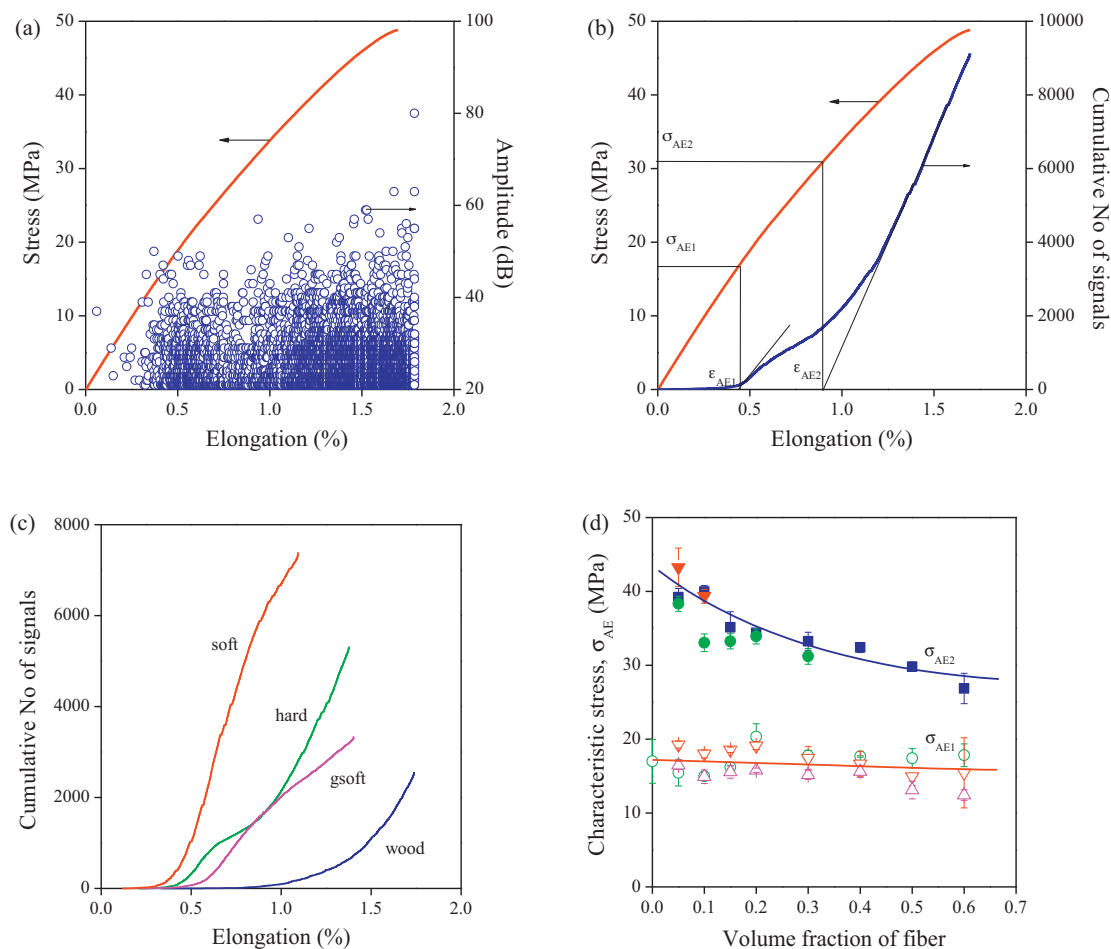 (a)
50
40
30
20
10
0
Stress (MPa)
100
80
60
40
20
Amplitude (dB)
0.0 0.5 1.0 1.5 2.0
Elongation (%)
(b)
50
40
30
20
10
0
Stress (MPa)
σAE2
σAE1
εAE1
εAE2
10000
8000
6000
4000
2000
0
Cumulative No of
signals
0.0 0.5 1.0 1.5 2.0
Elongation (%)
(c)
8000
6000
4000
2000
0
Cumulative No of signals
soft
hard
gsoft
wood
0.0 0.5 1.0 1.5 2.0
Elongation (%)
(d)
50
40
30
20
10
0
Characteristic stress, σAE (MPa)
σAE2
σAE1
0.0 0.1 0.2 0.3 0.4 0.5 0.6 0.7
Volume fraction of fiber